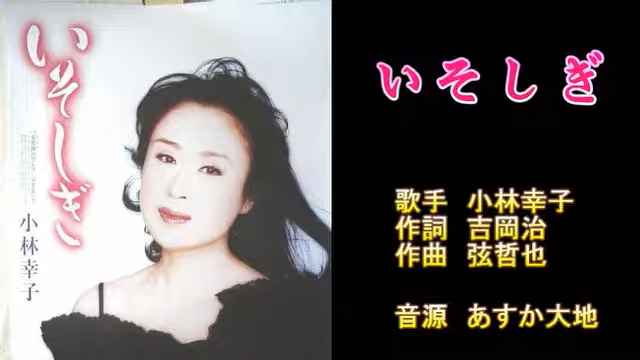 いそしぎ
小林幸子
いそしぎ
歌手 小林幸子
作詞 吉岡治
作曲 弦哲也
音源 あすか大地